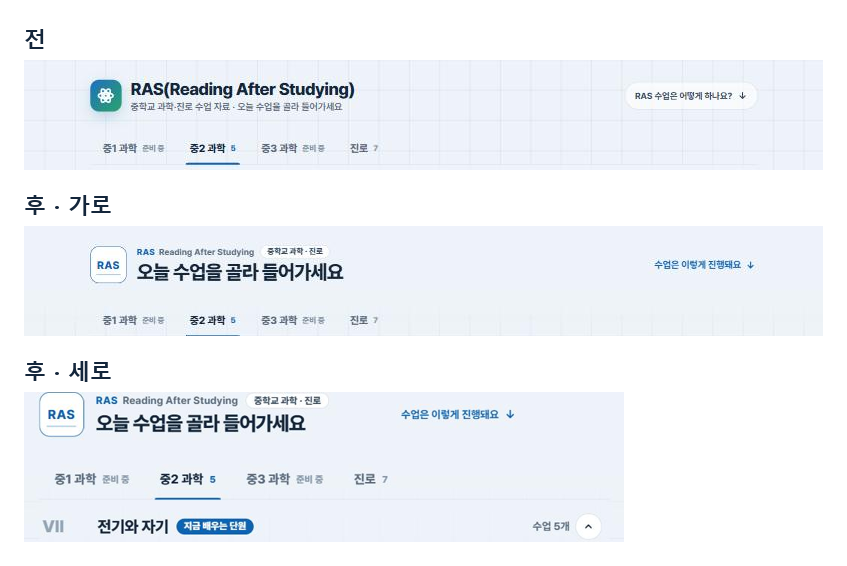 전
RAS(Reading After Studying)
중학교 과학·진로 수업 자료 · 오늘 수업을 골라 들어가세요
RAS 수업은 어떻게 하나요? ↓
중1 과학 준비 중 중2 과학 5 중3 과학 준비 중 진로 7
후 · 가로
RAS
RAS Reading After Studying 중학교 과학 · 진로
오늘 수업을 골라 들어가세요
수업은 이렇게 진행돼요 ↓
중1 과학 준비 중 중2 과학 5 중3 과학 준비 중 진로 7
후 · 세로
RAS
RAS Reading After Studying 중학교 과학 · 진로
오늘 수업을 골라 들어가세요
수업은 이렇게 진행돼요 ↓
중1 과학 준비 중 중2 과학 5 중3 과학 준비 중 진로 7
VII 전기와 자기 지금 배우는 단원 수업 5개